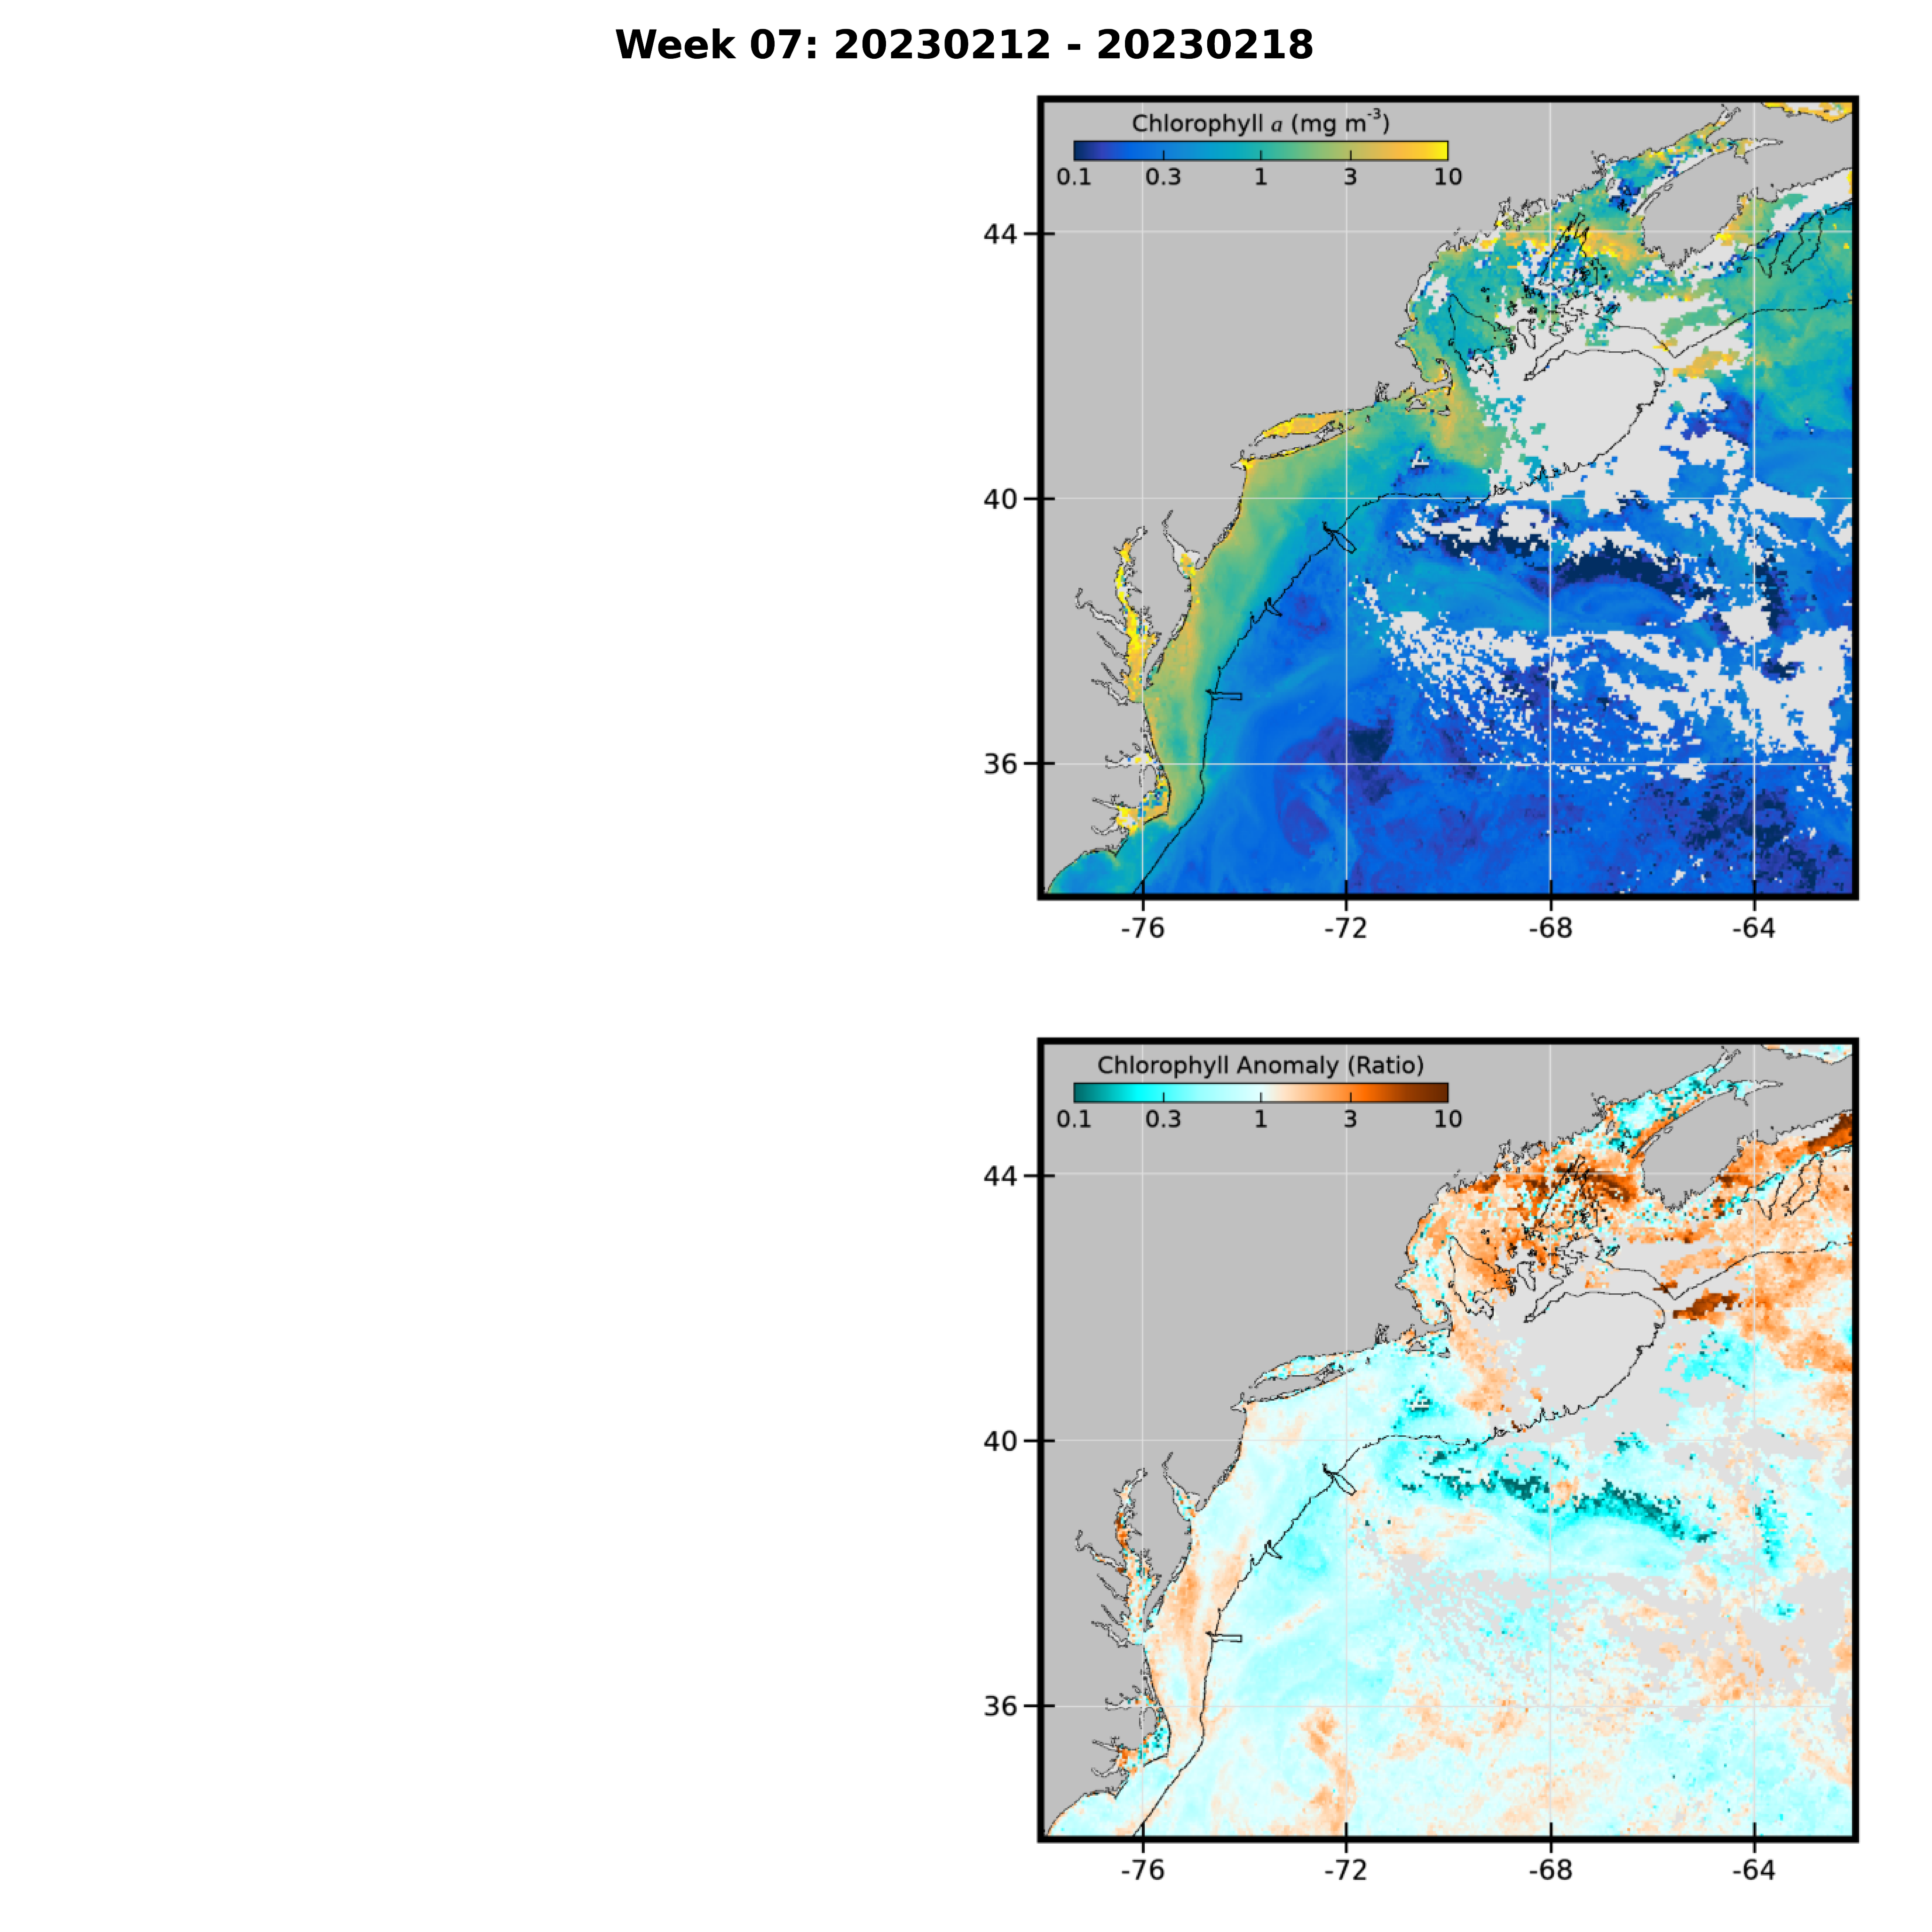 Week 07: 20230212 - 20230218
Chlorophyll a (mg m-3)
0.1 0.3 1 3 10
44
40
36
-76 -72 -68 -64
Chlorophyll Anomaly (Ratio)
0.1 0.3 1 3 10
44
40
36
-76 -72 -68 -64